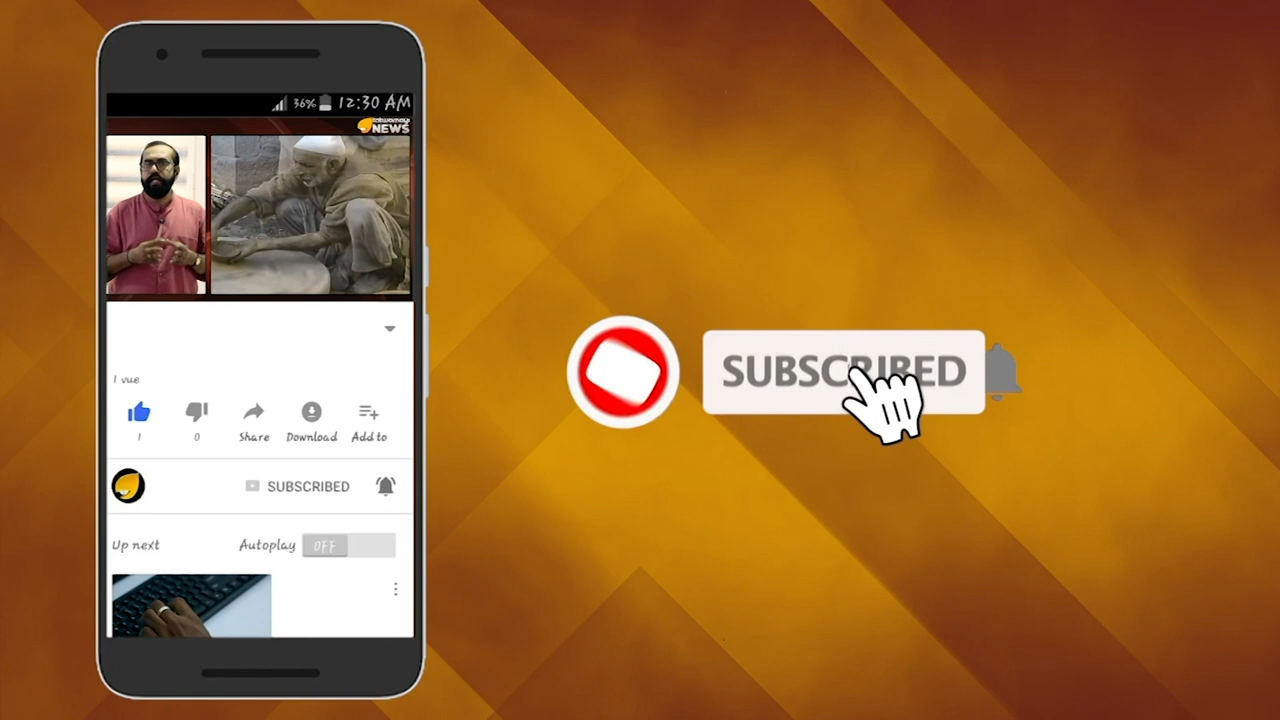 36% 12:30 AM
tatwamayi
NEWS
1 vue
1 0 Share Download Add to
SUBSCRIBED
Up next Autoplay OFF
SUBSCRIBED